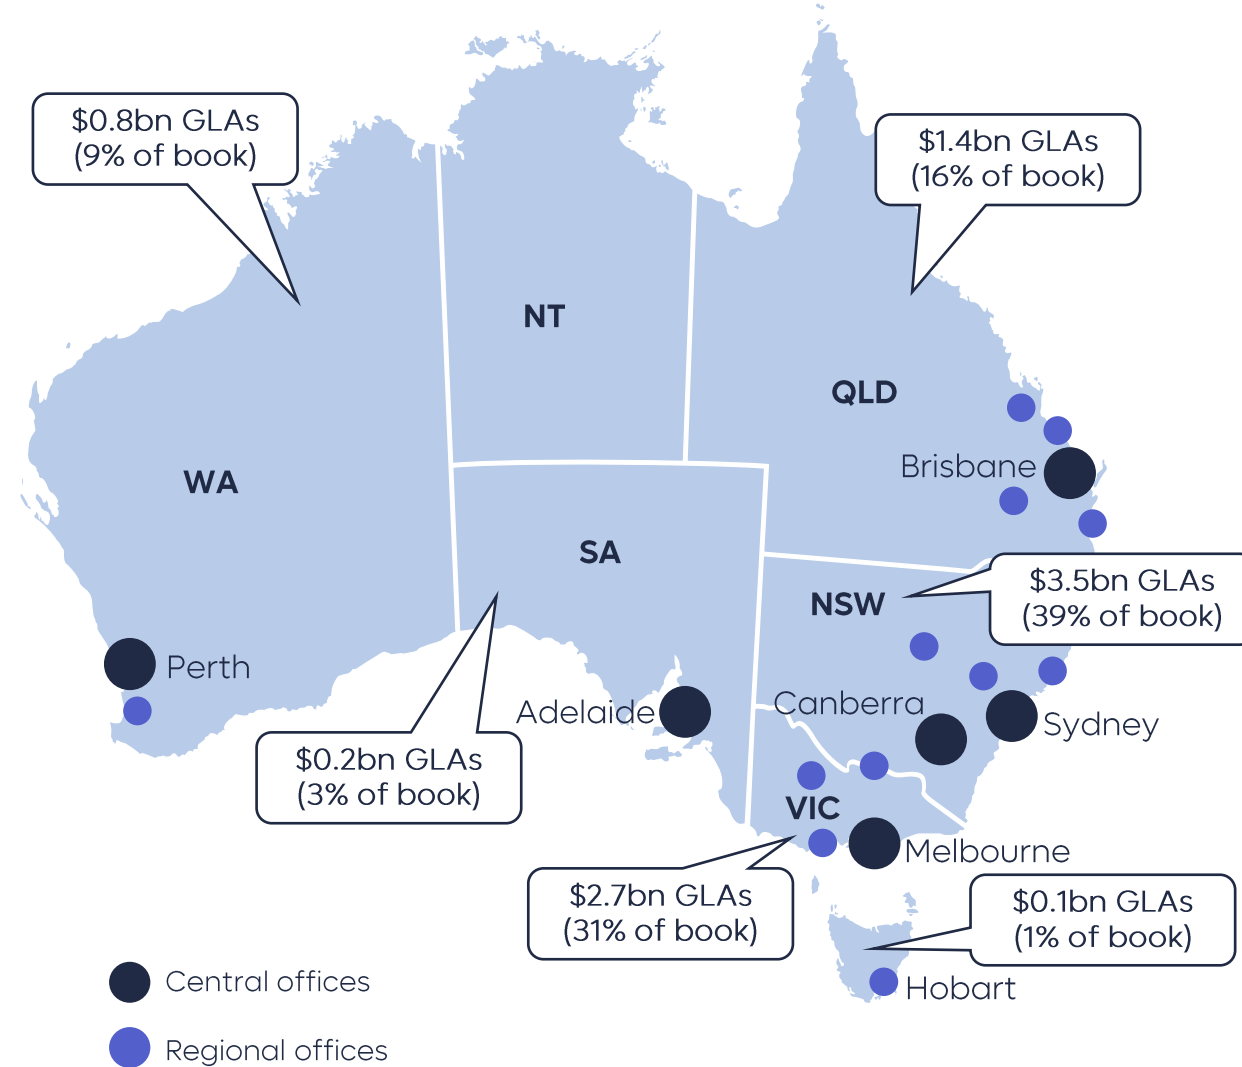 $0.8bn GLAs
(9% of book)
$1.4bn GLAs
(16% of book)
NT
QLD
Brisbane
WA
SA
$3.5bn GLAs
(39% of book)
NSW
Perth
Canberra
Adelaide
Sydney
$0.2bn GLAs
(3% of book)
VIC
Melbourne
$2.7bn GLAs
(31% of book)
$0.1bn GLAs
(1% of book)
Hobart
Central offices
Regional offices